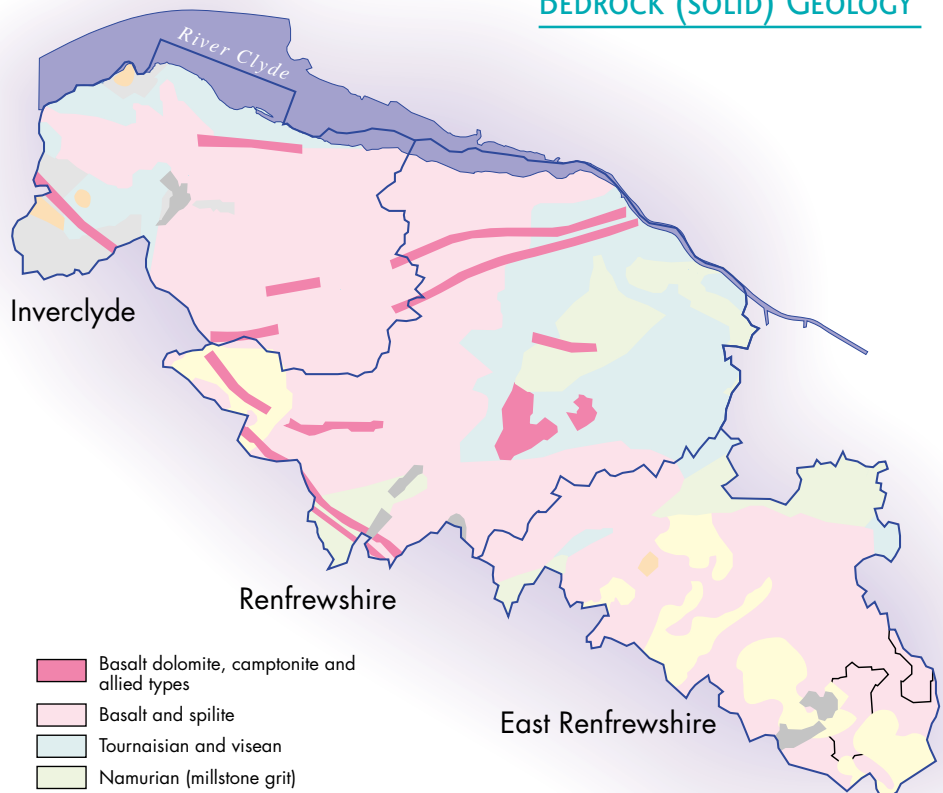 BEDROCK (SOLID) GEOLOGY
River Clyde
Inverclyde
Renfrewshire
East Renfrewshire
Basalt dolomite, camptonite and
allied types
Basalt and spilite
Tournaisian and visean
Namurian (millstone grit)